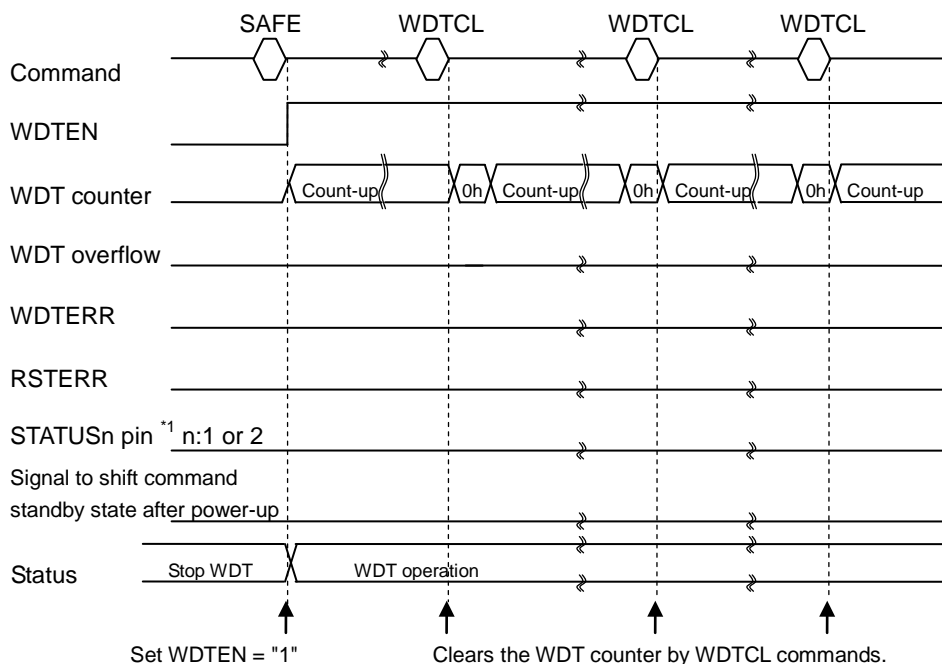 SAFE WDTCL WDTCL WDTCL
Command
WDTEN
WDT counter Count-up 0h Count-up 0h Count-up 0h Count-up
WDT overflow
WDTERR
RSTERR
STATUSn pin *1 n:1 or 2
Signal to shift command
standby state after power-up
Status Stop WDT WDT operation
Set WDTEN = "1" Clears the WDT counter by WDTCL commands.